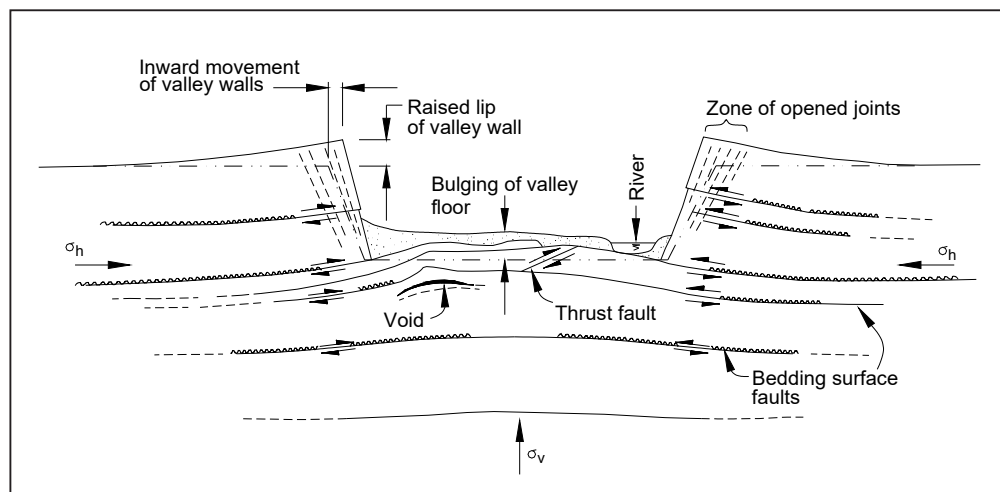 Inward movement
of valley walls
Raised lip
of valley wall
Zone of opened joints
Bulging of valley
floor
River
σh
σh
Void
Thrust fault
Bedding surface
faults
σv